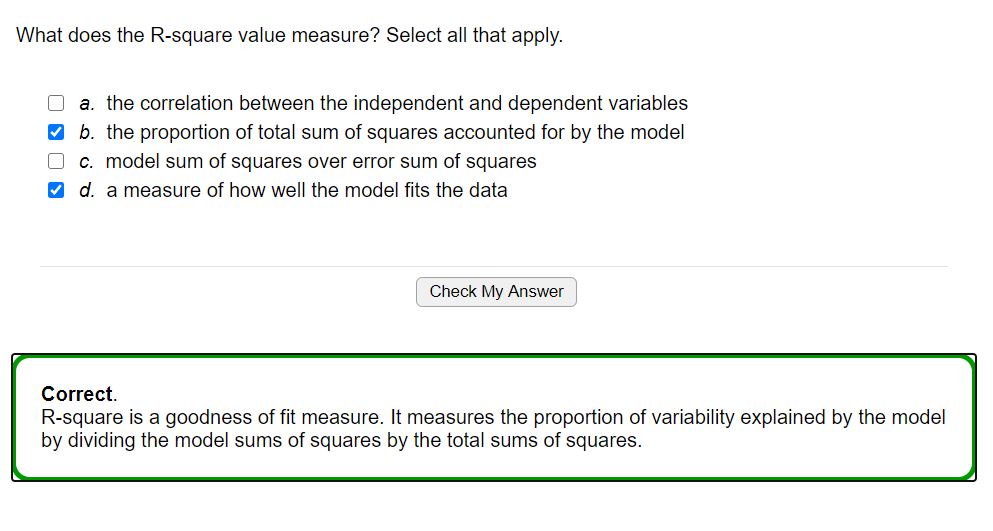 What does the R-square value measure? Select all that apply.
a. the correlation between the independent and dependent variables
b. the proportion of total sum of squares accounted for by the model
c. model sum of squares over error sum of squares
d. a measure of how well the model fits the data
Check My Answer
Correct.
R-square is a goodness of fit measure. It measures the proportion of variability explained by the model
by dividing the model sums of squares by the total sums of squares.